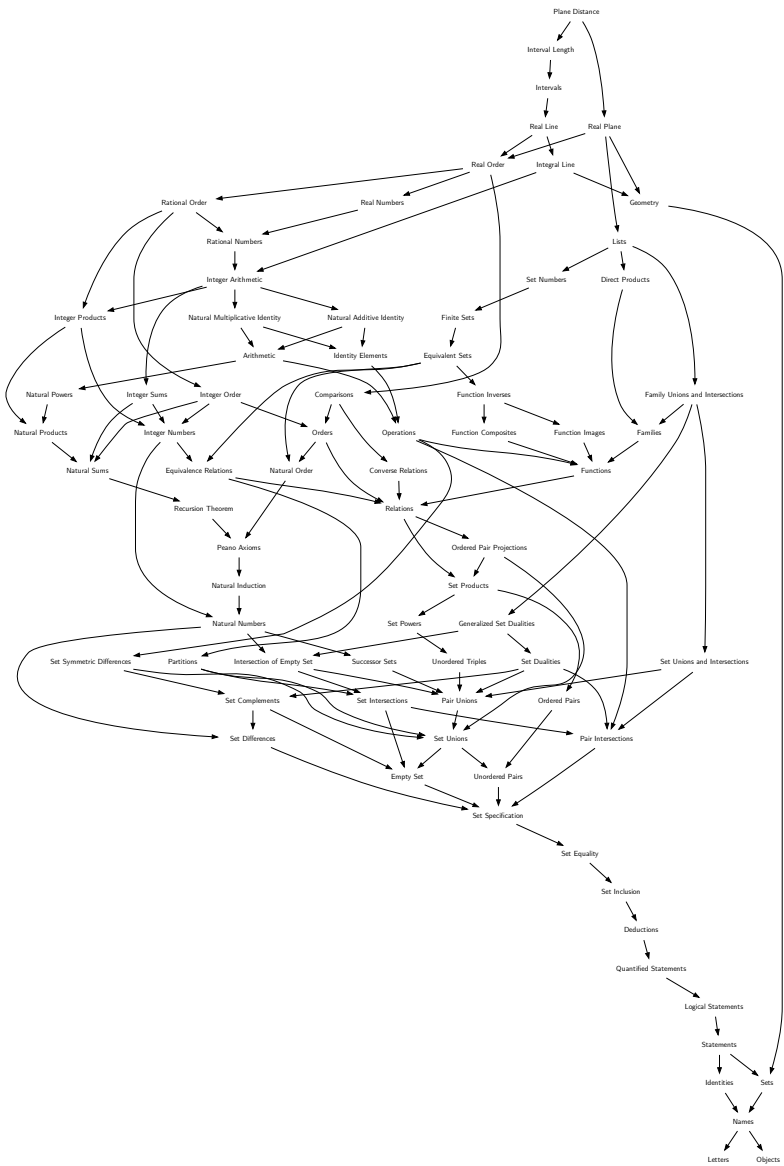 Plane Distance
Interval Length
Intervals
Real Line Real Plane
Real Order Integral Line
Rational Order Real Numbers Geometry
Rational Numbers Lists
Integer Arithmetic Set Numbers Direct Products
Integer Products Natural Multiplicative Identity Natural Additive Identity Finite Sets
Arithmetic Identity Elements Equivalent Sets
Natural Powers Integer Sums Integer Order Comparisons Function Inverses Family Unions and Intersections
Natural Products Integer Numbers Orders Operations Function Composites Function Images Families
Natural Sums Equivalence Relations Natural Order Converse Relations Functions
Recursion Theorem Relations
Peano Axioms Ordered Pair Projections
Natural Induction Set Products
Natural Numbers Set Powers Generalized Set Dualities
Set Symmetric Differences Partitions Intersection of Empty Set Successor Sets Unordered Triples Set Dualities Set Unions and Intersections
Set Complements Set Intersections Pair Unions Ordered Pairs
Set Differences Set Unions Pair Intersections
Empty Set Unordered Pairs
Set Specification
Set Equality
Set Inclusion
Deductions
Quantified Statements
Logical Statements
Statements
Identities Sets
Names
Letters Objects